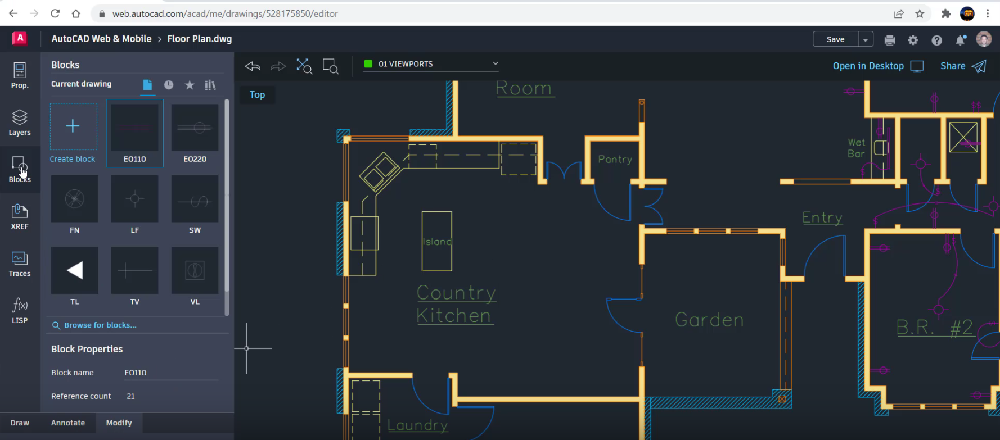 web.autocad.com/acad/me/drawings/528175850/editor
A
AutoCAD Web & Mobile > Floor Plan.dwg
Save
Prop.
Layers
Blocks
XREF
Traces
f(x)
LISP
Blocks
Current drawing
Create block
EO110
EO220
FN
LF
SW
TL
TV
VL
Browse for blocks...
Block Properties
Block name EO110
Reference count 21
Draw Annotate Modify
01 VIEWPORTS
Open in Desktop
Share
Top
Room
Pantry
Wet
Bar
Entry
Island
Country
Kitchen
Garden
B.R. #2
Laundry
$$
$
$
$
$